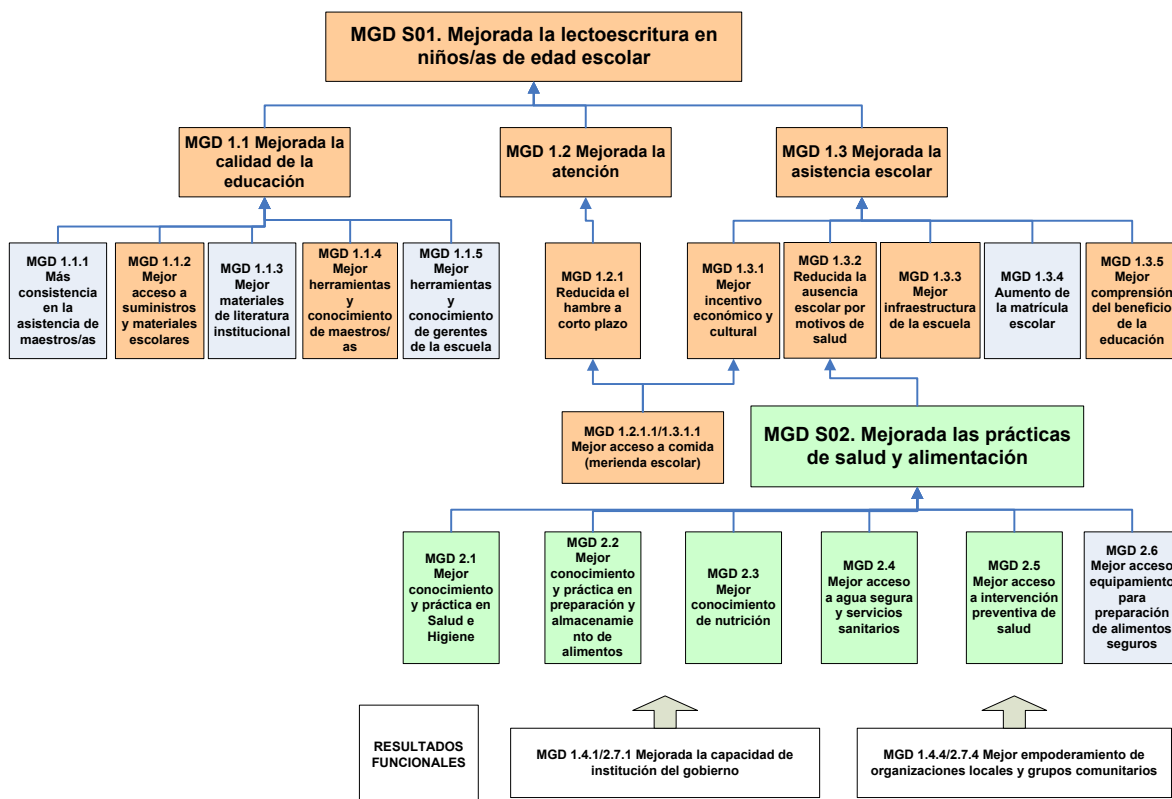 MGD S01. Mejorada la lectoescritura en
niños/as de edad escolar
MGD 1.1 Mejorada la
calidad de la
educación
MGD 1.2 Mejorada la
atención
MGD 1.3 Mejorada la
asistencia escolar
MGD 1.1.1
Más
consistencia
en la
asistencia de
maestros/as
MGD 1.1.2
Mejor
acceso a
suministros
y materiales
escolares
MGD 1.1.3
Mejor
materiales
de literatura
institucional
MGD 1.1.4
Mejor
herramientas
y
conocimiento
de maestros/
as
MGD 1.1.5
Mejor
herramientas
y
conocimiento
de gerentes
de la escuela
MGD 1.2.1
Reducida el
hambre a
corto plazo
MGD 1.3.1
Mejor
incentivo
económico y
cultural
MGD 1.3.2
Reducida la
ausencia
escolar por
motivos de
salud
MGD 1.3.3
Mejor
infraestructura
de la escuela
MGD 1.3.4
Aumento de
la matrícula
escolar
MGD 1.3.5
Mejor
comprensión
del beneficio
de la
educación
MGD 1.2.1.1/1.3.1.1
Mejor acceso a comida
(merienda escolar)
MGD S02. Mejorada las prácticas
de salud y alimentación
MGD 2.1
Mejor
conocimiento
y práctica en
Salud e
Higiene
MGD 2.2
Mejor
conocimiento
y práctica en
preparación y
almacenamie
nto de
alimentos
MGD 2.3
Mejor
conocimiento
de nutrición
MGD 2.4
Mejor acceso
a agua segura
y servicios
sanitarios
MGD 2.5
Mejor acceso
a intervención
preventiva de
salud
MGD 2.6
Mejor acceso
equipamiento
para
preparación
de alimentos
seguros
RESULTADOS
FUNCIONALES
MGD 1.4.1/2.7.1 Mejorada la capacidad de
institución del gobierno
MGD 1.4.4/2.7.4 Mejor empoderamiento de
organizaciones locales y grupos comunitarios